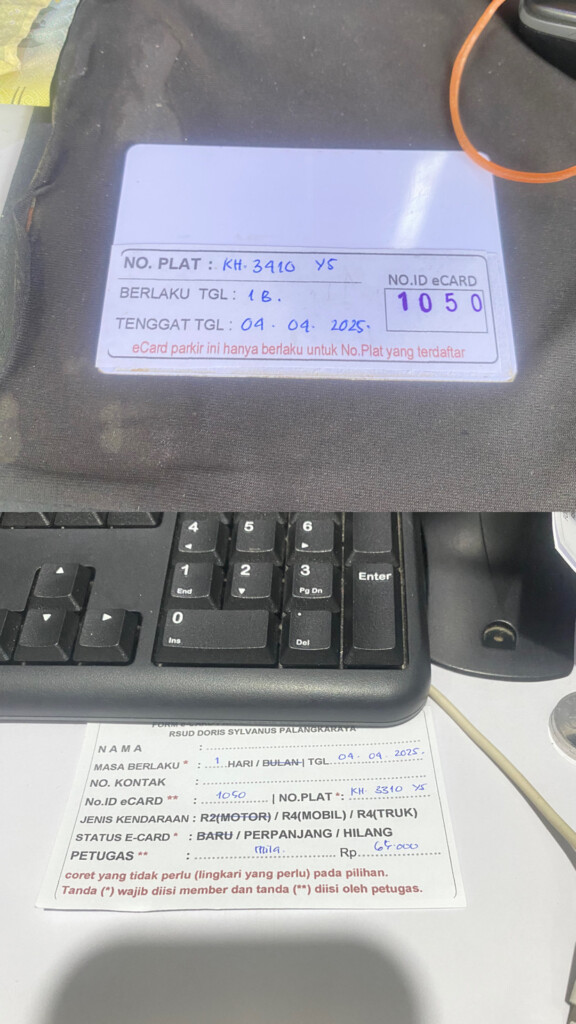 NO. PLAT : KH. 3910 YS
NO.ID eCARD
BERLAKU TGL : 1 B.
1050
TENGGAT TGL : 04 . 04. 2025.
eCard parkir ini hanya berlaku untuk No.Plat yang terdaftar
4 5 6
1 2 3 Enter
End Pg Dn
0 .
Ins Del
RSUD DORIS SYLVANUS PALANGKARAYA
N A M A :
MASA BERLAKU * : 1 HARI / BULAN | TGL 04. 04. 2025.
NO. KONTAK :
No.ID eCARD ** : 1050 | NO.PLAT *: KH. 3310 YS
JENIS KENDARAAN : R2(MOTOR) / R4(MOBIL) / R4(TRUK)
STATUS E-CARD * : BARU / PERPANJANG / HILANG
PETUGAS ** : Mila. Rp. 65.000
coret yang tidak perlu (lingkari yang perlu) pada pilihan.
Tanda (*) wajib diisi member dan tanda (**) diisi oleh petugas.